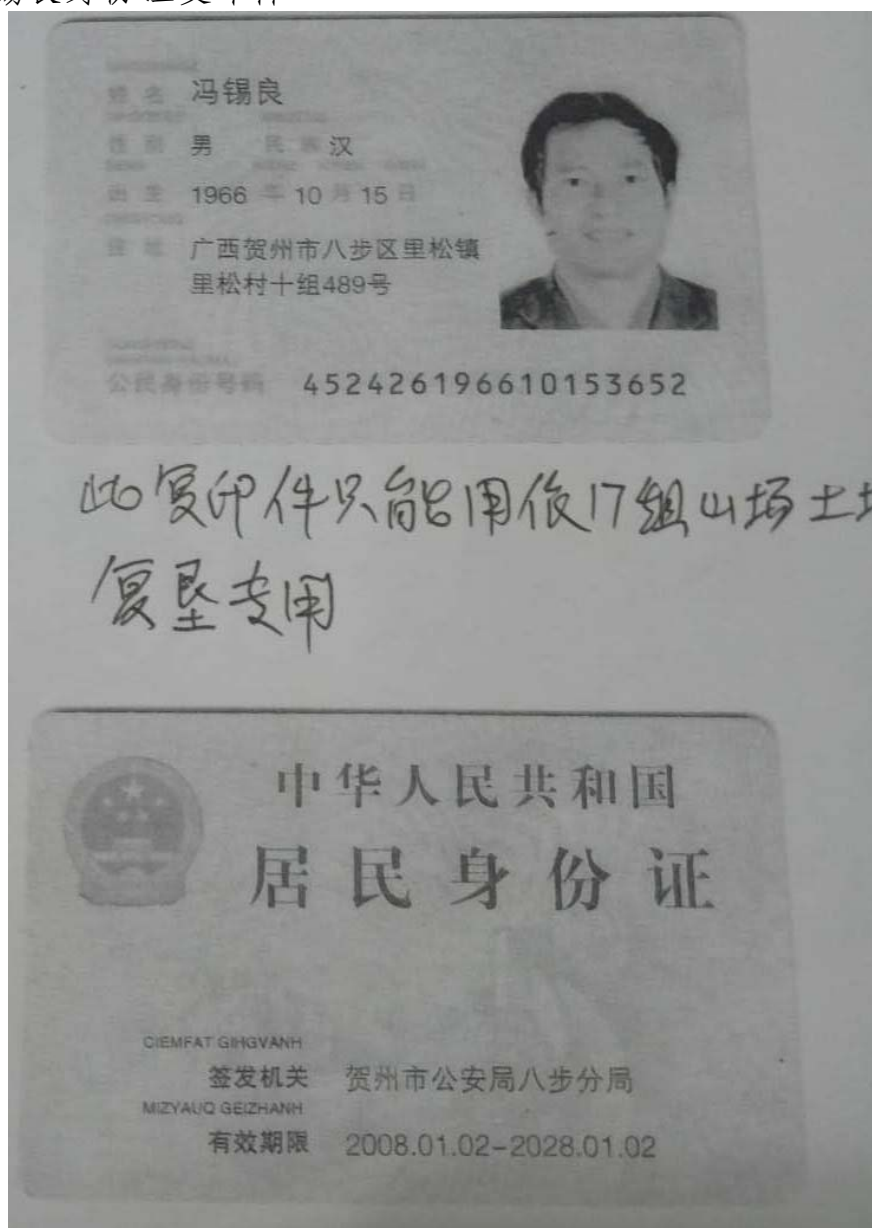 姓名 冯锡良
性别 男 民族 汉
出生 1966 年 10 月 15 日
住址 广西贺州市八步区里松镇
里松村十组489号
公民身份号码 452426196610153652
此复印件只能用作17组山场土
复垦专用
中华人民共和国
居民身份证
CIEMFAT GIHGVANH
签发机关 贺州市公安局八步分局
MIZYAUQ GEIZHANH
有效期限 2008.01.02-2028.01.02